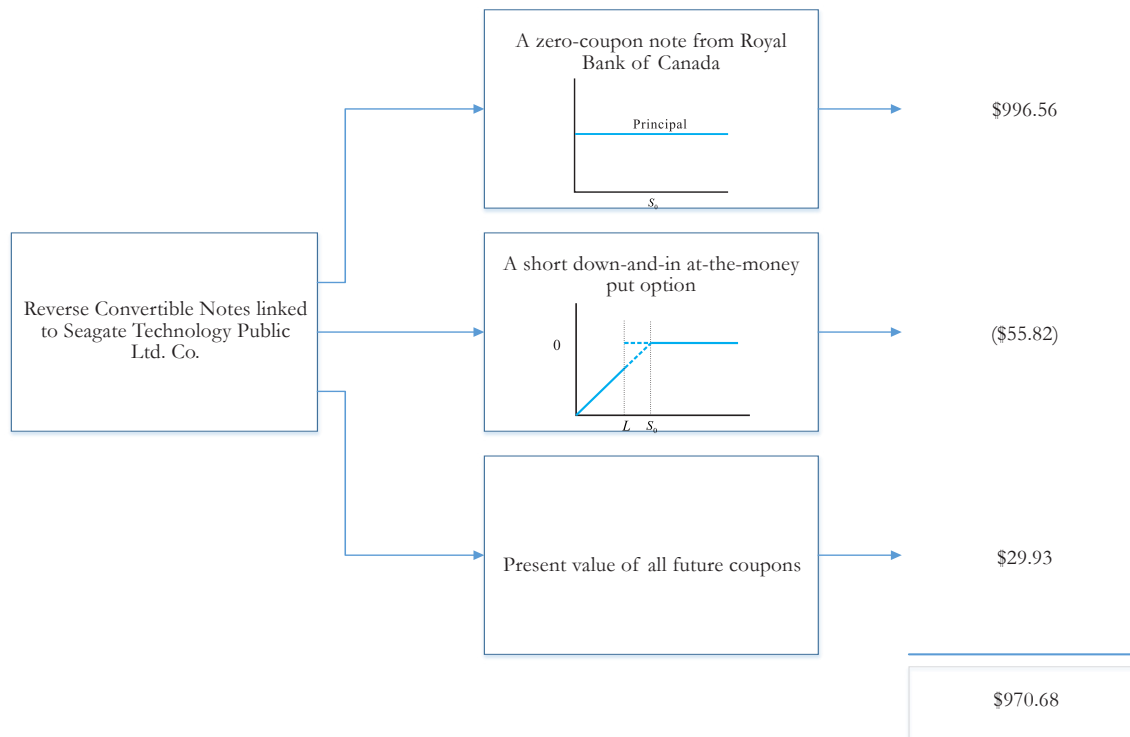 A zero-coupon note from Royal
Bank of Canada
Principal
S₀
$996.56
Reverse Convertible Notes linked
to Seagate Technology Public
Ltd. Co.
A short down-and-in at-the-money
put option
0
L S₀
($55.82)
Present value of all future coupons
$29.93
$970.68